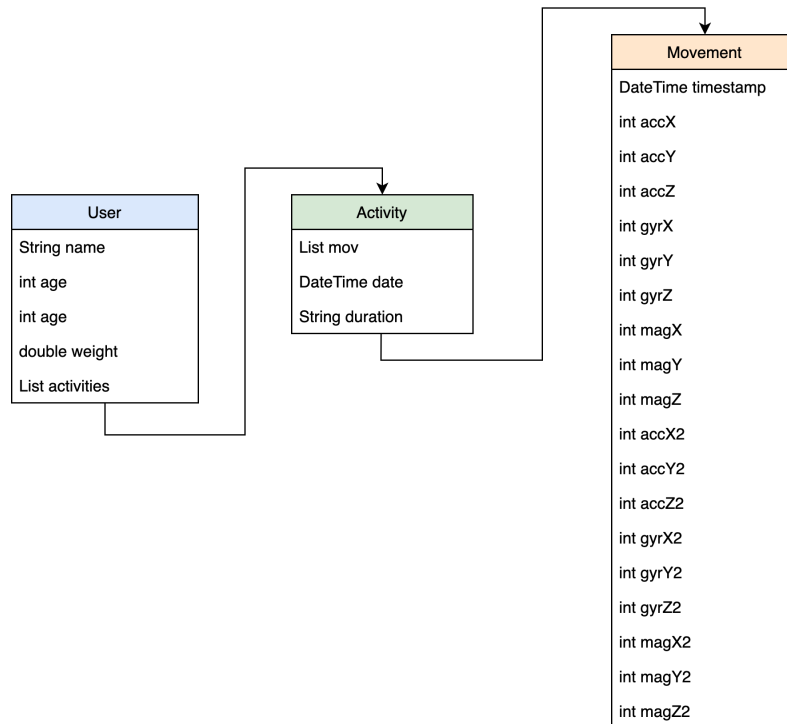 User
String name
int age
int age
double weight
List activities
Activity
List mov
DateTime date
String duration
Movement
DateTime timestamp
int accX
int accY
int accZ
int gyrX
int gyrY
int gyrZ
int magX
int magY
int magZ
int accX2
int accY2
int accZ2
int gyrX2
int gyrY2
int gyrZ2
int magX2
int magY2
int magZ2